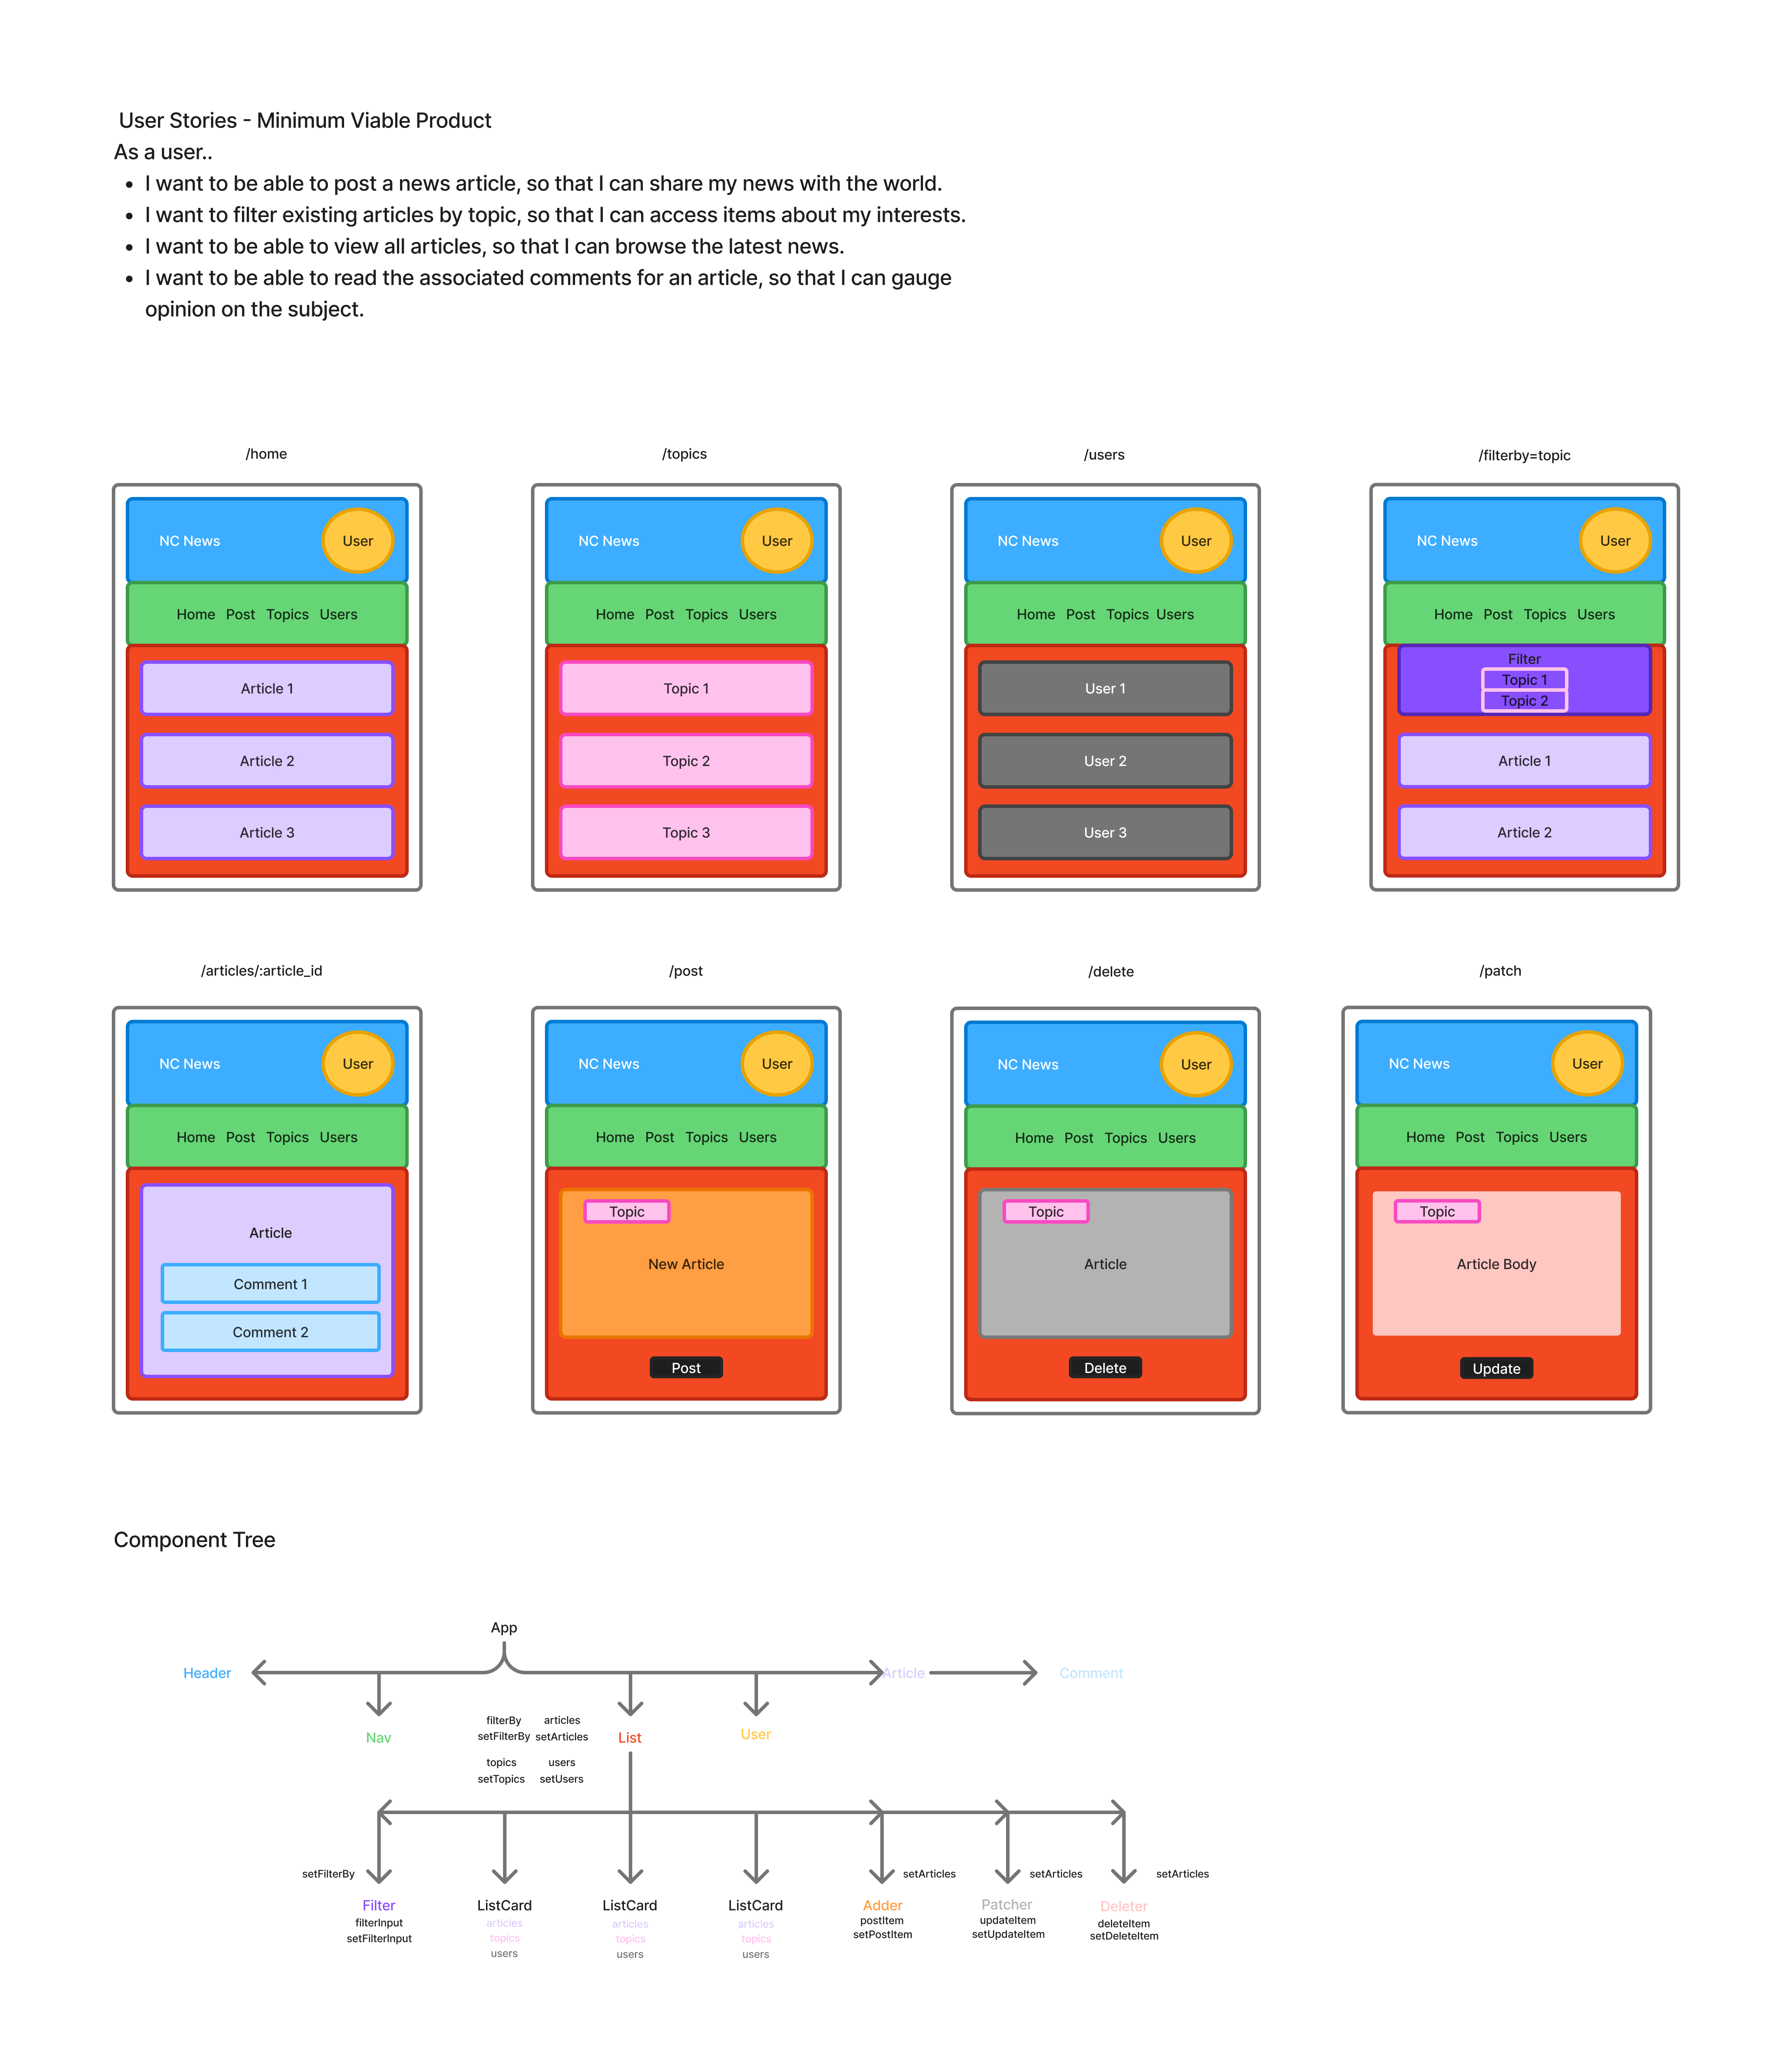 User Stories - Minimum Viable Product
As a user..
• I want to be able to post a news article, so that I can share my news with the world.
• I want to filter existing articles by topic, so that I can access items about my interests.
• I want to be able to view all articles, so that I can browse the latest news.
• I want to be able to read the associated comments for an article, so that I can gauge
opinion on the subject.
/home
NC News
User
Home Post Topics Users
Article 1
Article 2
Article 3
/topics
NC News
User
Home Post Topics Users
Topic 1
Topic 2
Topic 3
/users
NC News
User
Home Post Topics Users
User 1
User 2
User 3
/filterby=topic
NC News
User
Home Post Topics Users
Filter
Topic 1
Topic 2
Article 1
Article 2
/articles/:article_id
NC News
User
Home Post Topics Users
Article
Comment 1
Comment 2
/post
NC News
User
Home Post Topics Users
Topic
New Article
Post
/delete
NC News
User
Home Post Topics Users
Topic
Article
Delete
/patch
NC News
User
Home Post Topics Users
Topic
Article Body
Update
Component Tree
App
Header
Article
Comment
Nav
filterBy
setFilterBy
articles
setArticles
topics
setTopics
users
setUsers
List
User
setFilterBy
Filter
filterInput
setFilterInput
ListCard
articles
topics
users
ListCard
articles
topics
users
ListCard
articles
topics
users
setArticles
Adder
postItem
setPostItem
setArticles
Patcher
updateItem
setUpdateItem
setArticles
Deleter
deleteItem
setDeleteItem